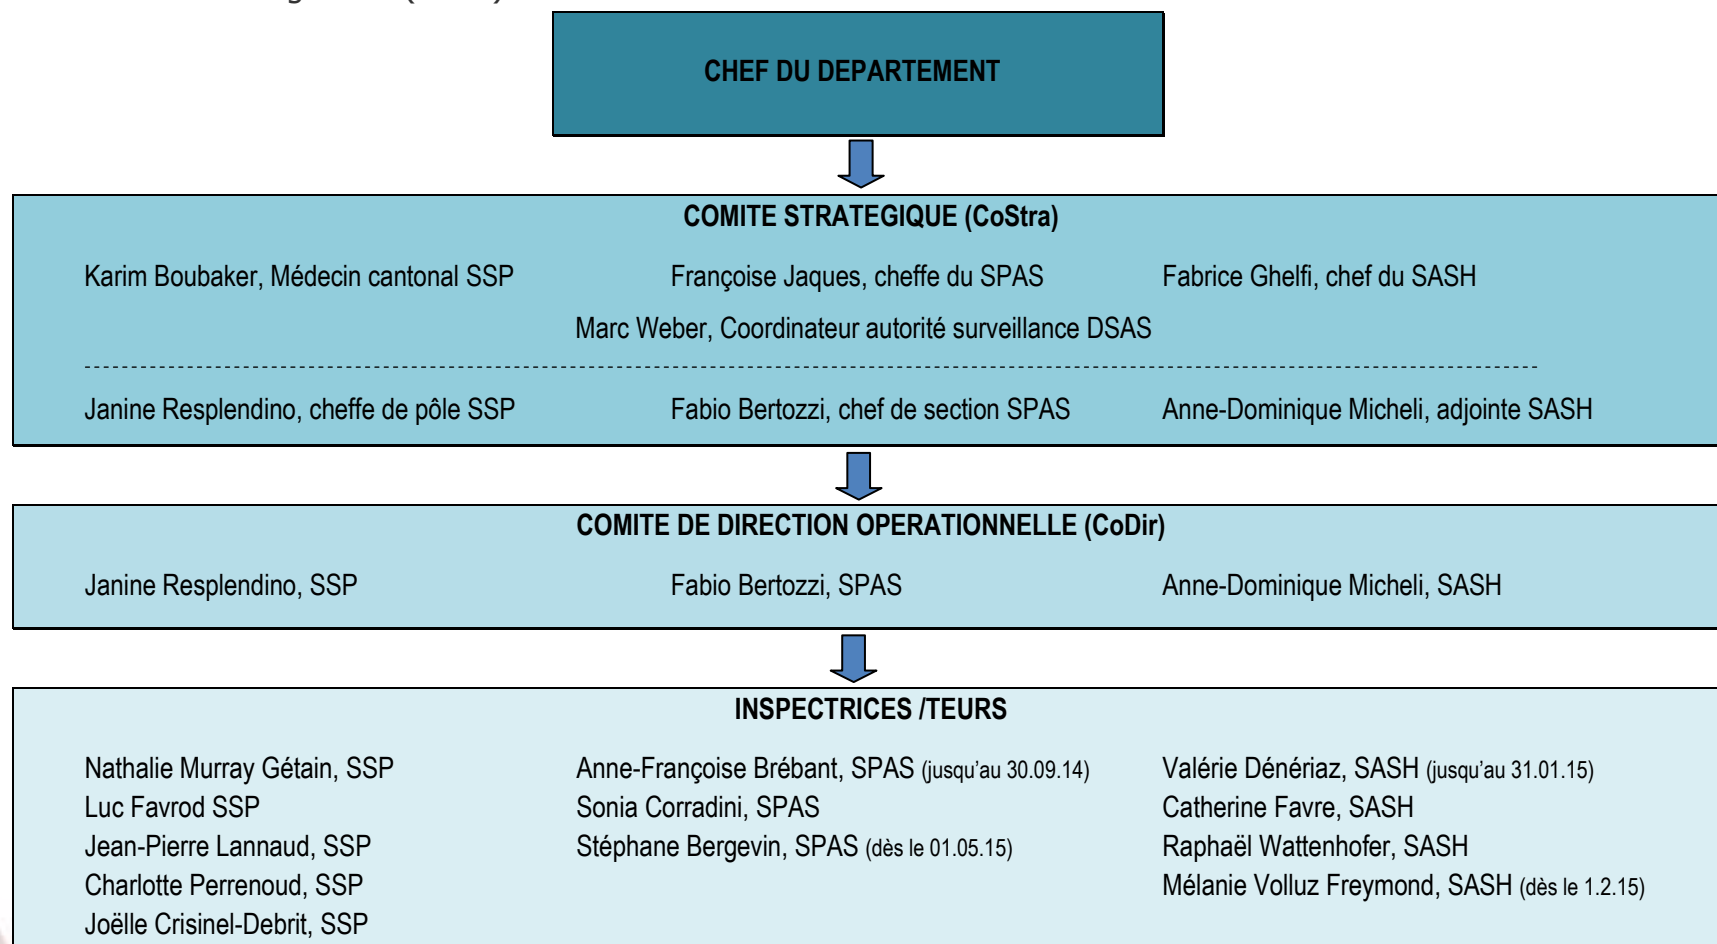 CHEF DU DEPARTEMENT
COMITE STRATEGIQUE (CoStra)
Karim Boubaker, Médecin cantonal SSP Françoise Jaques, cheffe du SPAS Fabrice Ghelfi, chef du SASH
Marc Weber, Coordinateur autorité surveillance DSAS
Janine Resplendino, cheffe de pôle SSP Fabio Bertozzi, chef de section SPAS Anne-Dominique Micheli, adjointe SASH
COMITE DE DIRECTION OPERATIONNELLE (CoDir)
Janine Resplendino, SSP Fabio Bertozzi, SPAS Anne-Dominique Micheli, SASH
INSPECTRICES /TEURS
Nathalie Murray Gétain, SSP Anne-Françoise Brébant, SPAS (jusqu'au 30.09.14) Valérie Dénériaz, SASH (jusqu'au 31.01.15)
Luc Favrod SSP Sonia Corradini, SPAS Catherine Favre, SASH
Jean-Pierre Lannaud, SSP Stéphane Bergevin, SPAS (dès le 01.05.15) Raphaël Wattenhofer, SASH
Charlotte Perrenoud, SSP Mélanie Volluz Freymond, SASH (dès le 1.2.15)
Joëlle Crisinel-Debrit, SSP